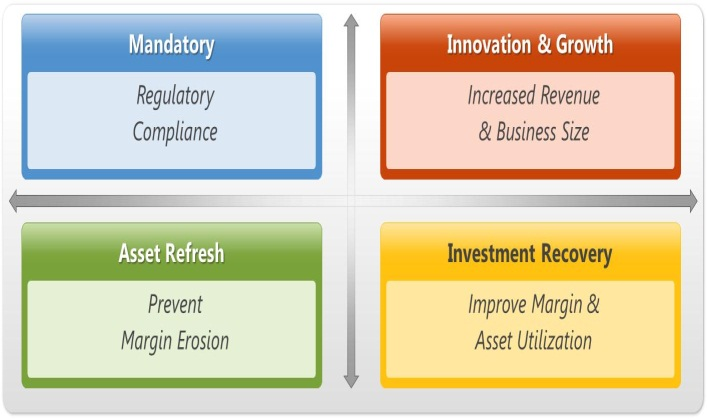 Mandatory
Regulatory
Compliance
Innovation & Growth
Increased Revenue
& Business Size
Asset Refresh
Prevent
Margin Erosion
Investment Recovery
Improve Margin &
Asset Utilization